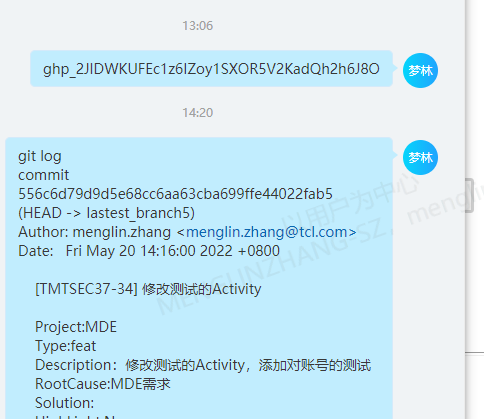 13:06
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
梦林
14:20
梦林
git log
commit
556c6d79d9d5e68cc6aa63cba699ffe44022fab5
(HEAD -> lastest_branch5)
Author: menglin.zhang <menglin.zhang@tcl.com>
Date: Fri May 20 14:16:00 2022 +0800
[TMTSEC37-34] 修改测试的Activity
Project:MDE
Type:feat
Description：修改测试的Activity，添加对账号的测试
RootCause:MDE需求
Solution:
以用户为中心
MENGLINZHANG-SZ, menglin